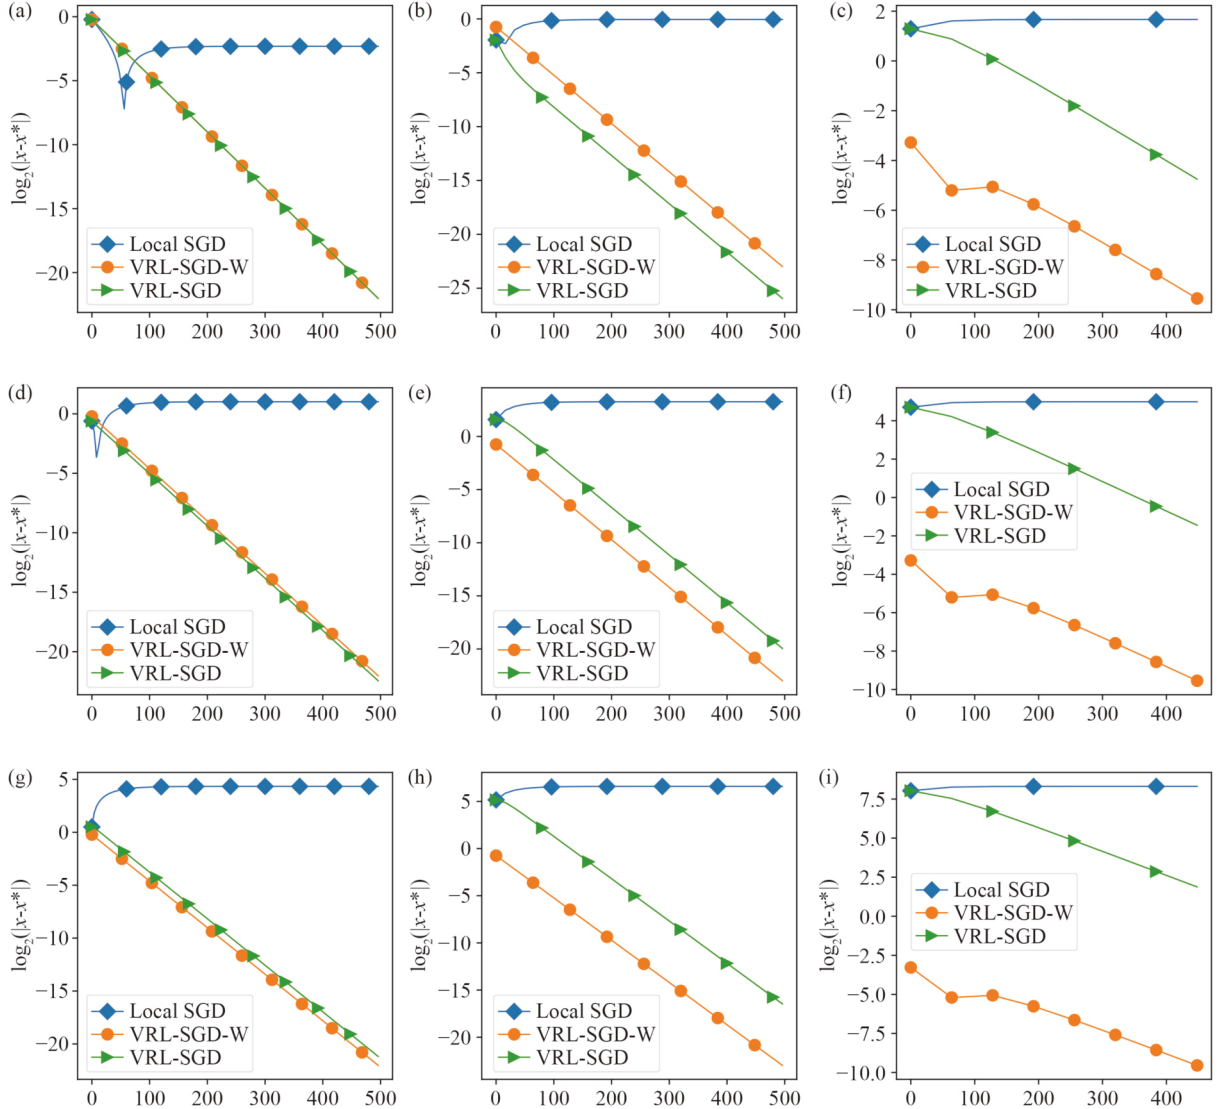 (a)
0
−5
−10
−15
−20
log₂(|x-x*|)
Local SGD
VRL-SGD-W
VRL-SGD
0 100 200 300 400 500
(b)
0
−5
−10
−15
−20
−25
log₂(|x-x*|)
Local SGD
VRL-SGD-W
VRL-SGD
0 100 200 300 400 500
(c)
2
0
−2
−4
−6
−8
−10
log₂(|x-x*|)
Local SGD
VRL-SGD-W
VRL-SGD
0 100 200 300 400
(d)
0
−5
−10
−15
−20
log₂(|x-x*|)
Local SGD
VRL-SGD-W
VRL-SGD
0 100 200 300 400 500
(e)
0
−5
−10
−15
−20
log₂(|x-x*|)
Local SGD
VRL-SGD-W
VRL-SGD
0 100 200 300 400 500
(f)
4
2
0
−2
−4
−6
−8
−10
log₂(|x-x*|)
Local SGD
VRL-SGD-W
VRL-SGD
0 100 200 300 400
(g)
5
0
−5
−10
−15
−20
log₂(|x-x*|)
Local SGD
VRL-SGD-W
VRL-SGD
0 100 200 300 400 500
(h)
5
0
−5
−10
−15
−20
log₂(|x-x*|)
Local SGD
VRL-SGD-W
VRL-SGD
0 100 200 300 400 500
(i)
7.5
5.0
2.5
0.0
−2.5
−5.0
−7.5
−10.0
log₂(|x-x*|)
Local SGD
VRL-SGD-W
VRL-SGD
0 100 200 300 400